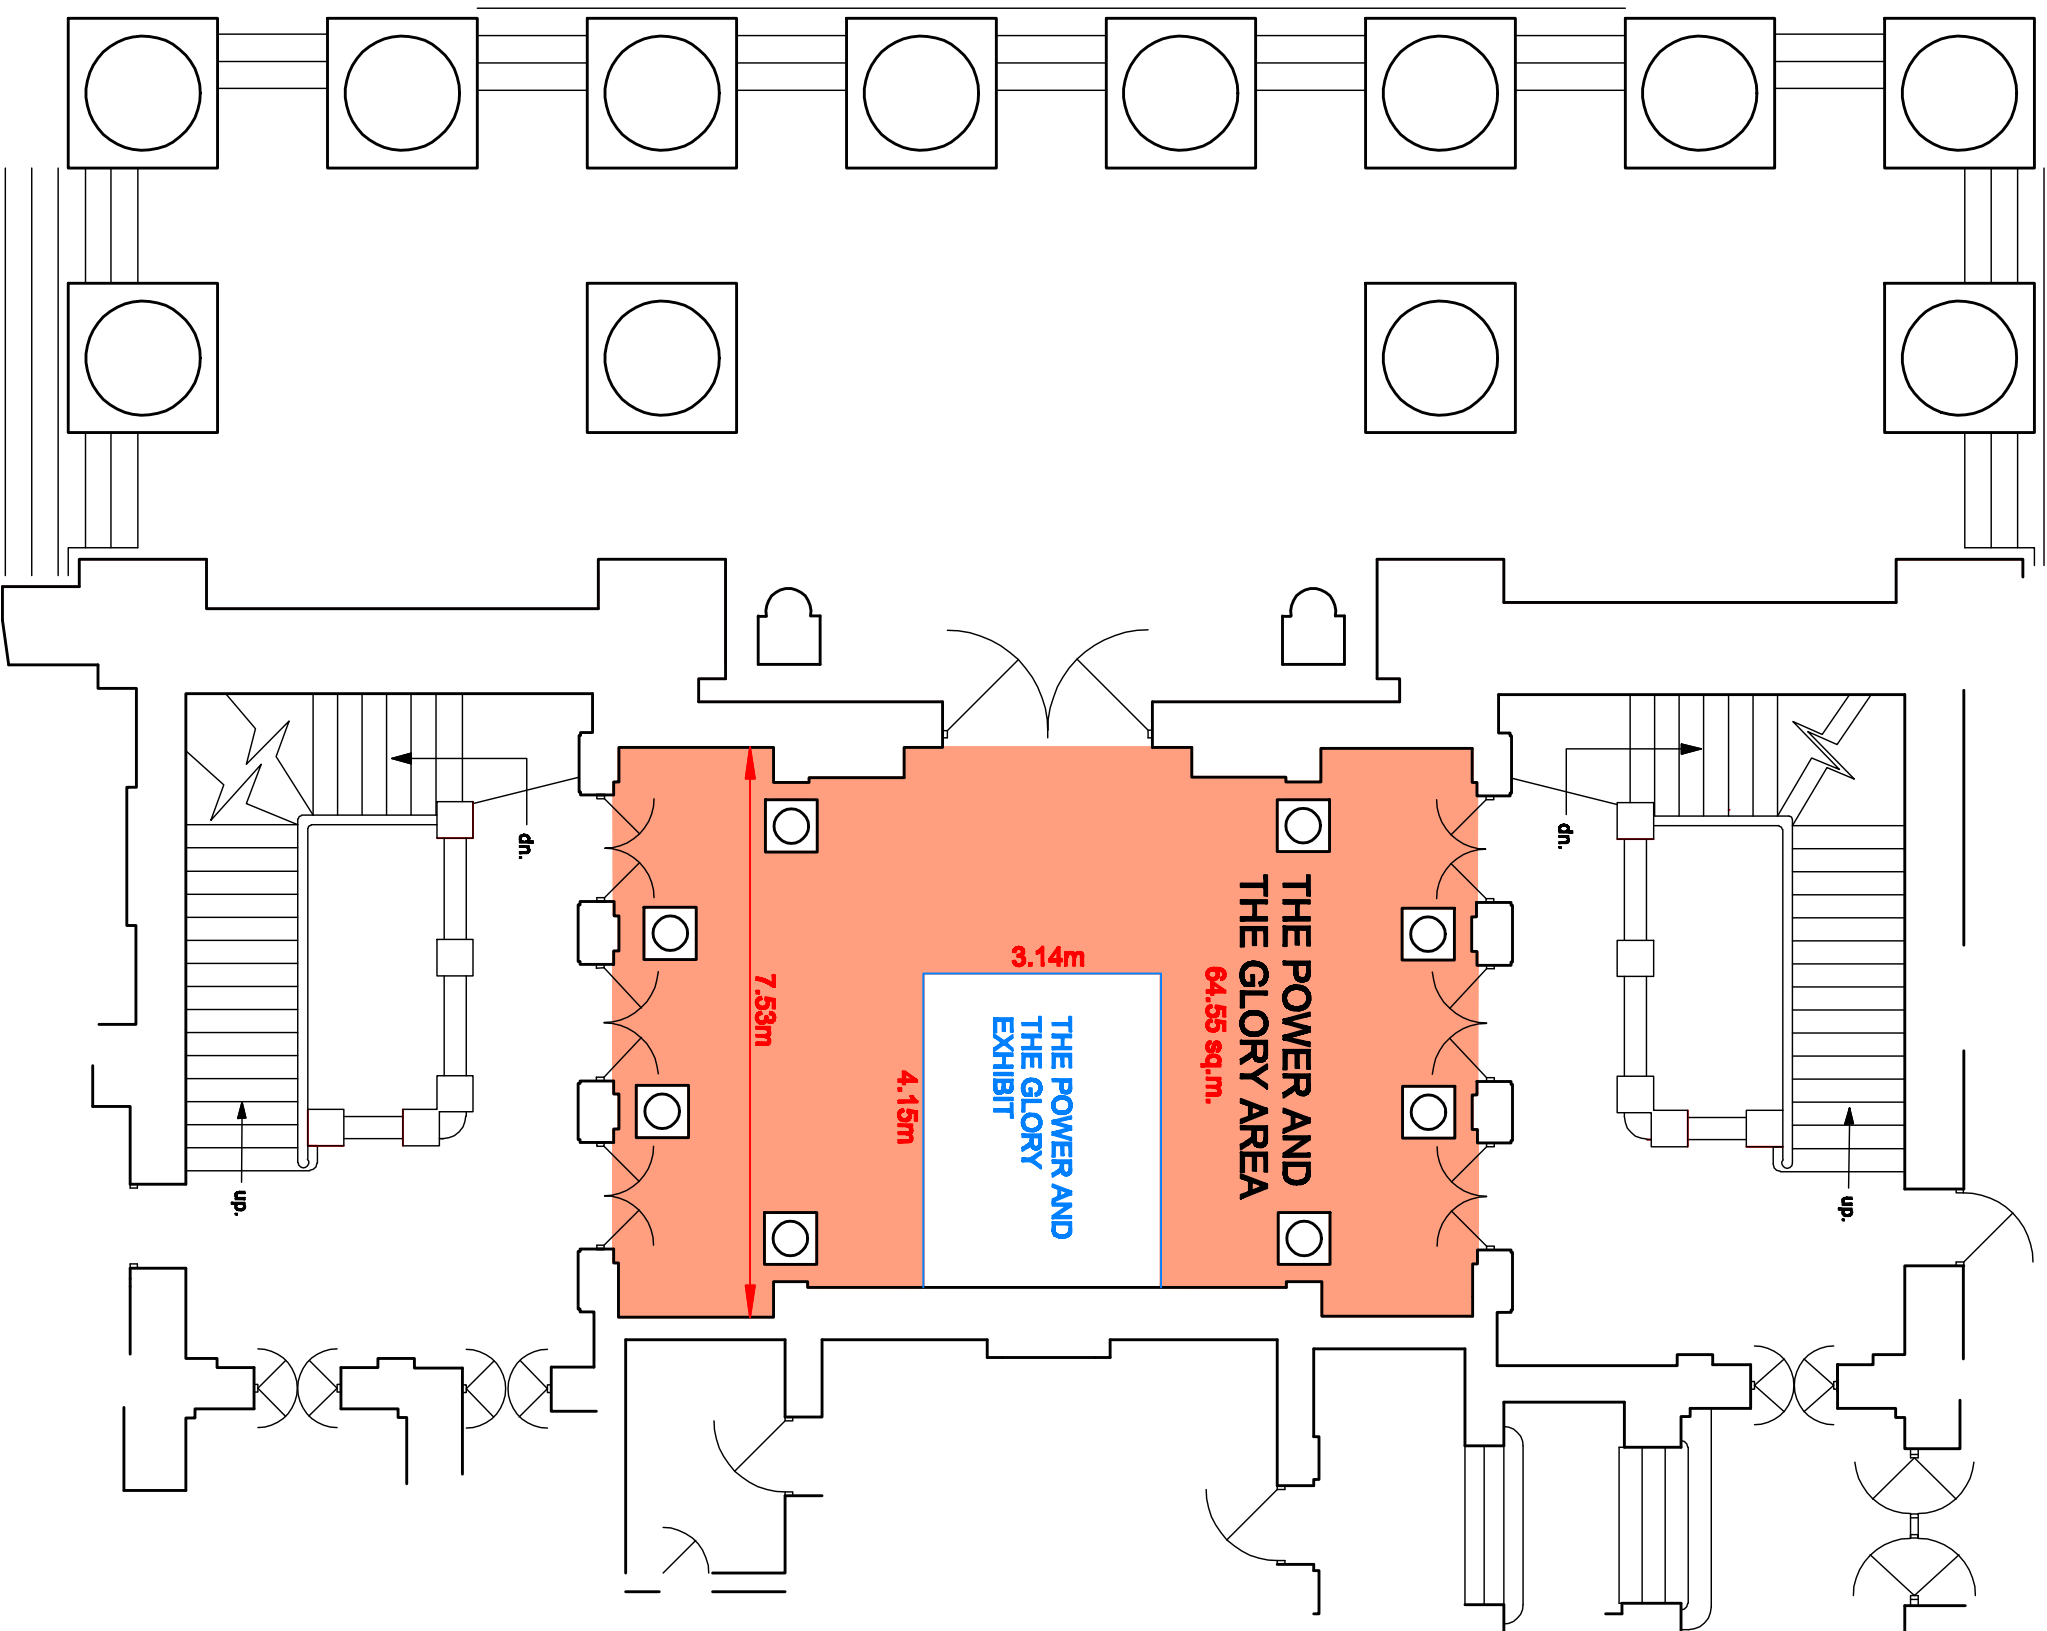 dn.
dn.
THE POWER AND
THE GLORY AREA
64.55 sq.m.
3.14m
7.53m
THE POWER AND
THE GLORY
EXHIBIT
4.15m
up.
up.